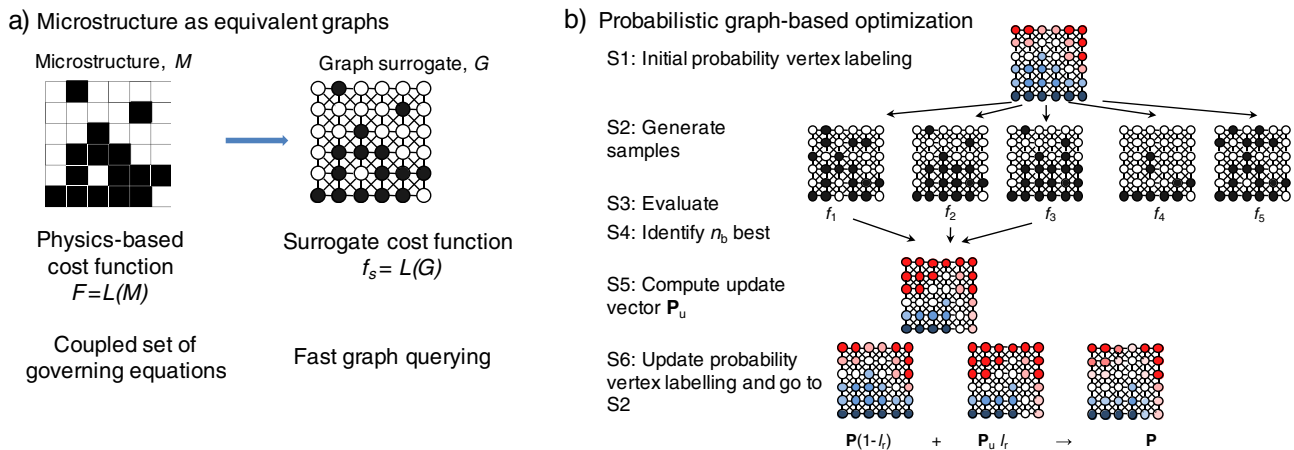 a) Microstructure as equivalent graphs
Microstructure, M
Graph surrogate, G
Physics-based
cost function
F=L(M)
Surrogate cost function
fs= L(G)
Coupled set of
governing equations
Fast graph querying
b) Probabilistic graph-based optimization
S1: Initial probability vertex labeling
S2: Generate
samples
f1 f2 f3 f4 f5
S3: Evaluate
S4: Identify nb best
S5: Compute update
vector Pu
S6: Update probability
vertex labelling and go to
S2
P(1-lr) + Pu lr → P